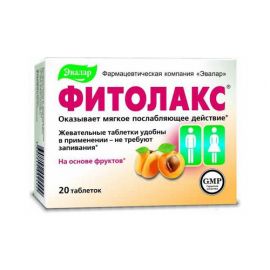 Эвалар
Фармацевтическая компания «Эвалар»
ФИТОЛАКС®
Оказывает мягкое послабляющее действие*
Жевательные таблетки удобны
в применении – не требуют
запивания*
На основе фруктов*
20 таблеток
GMP